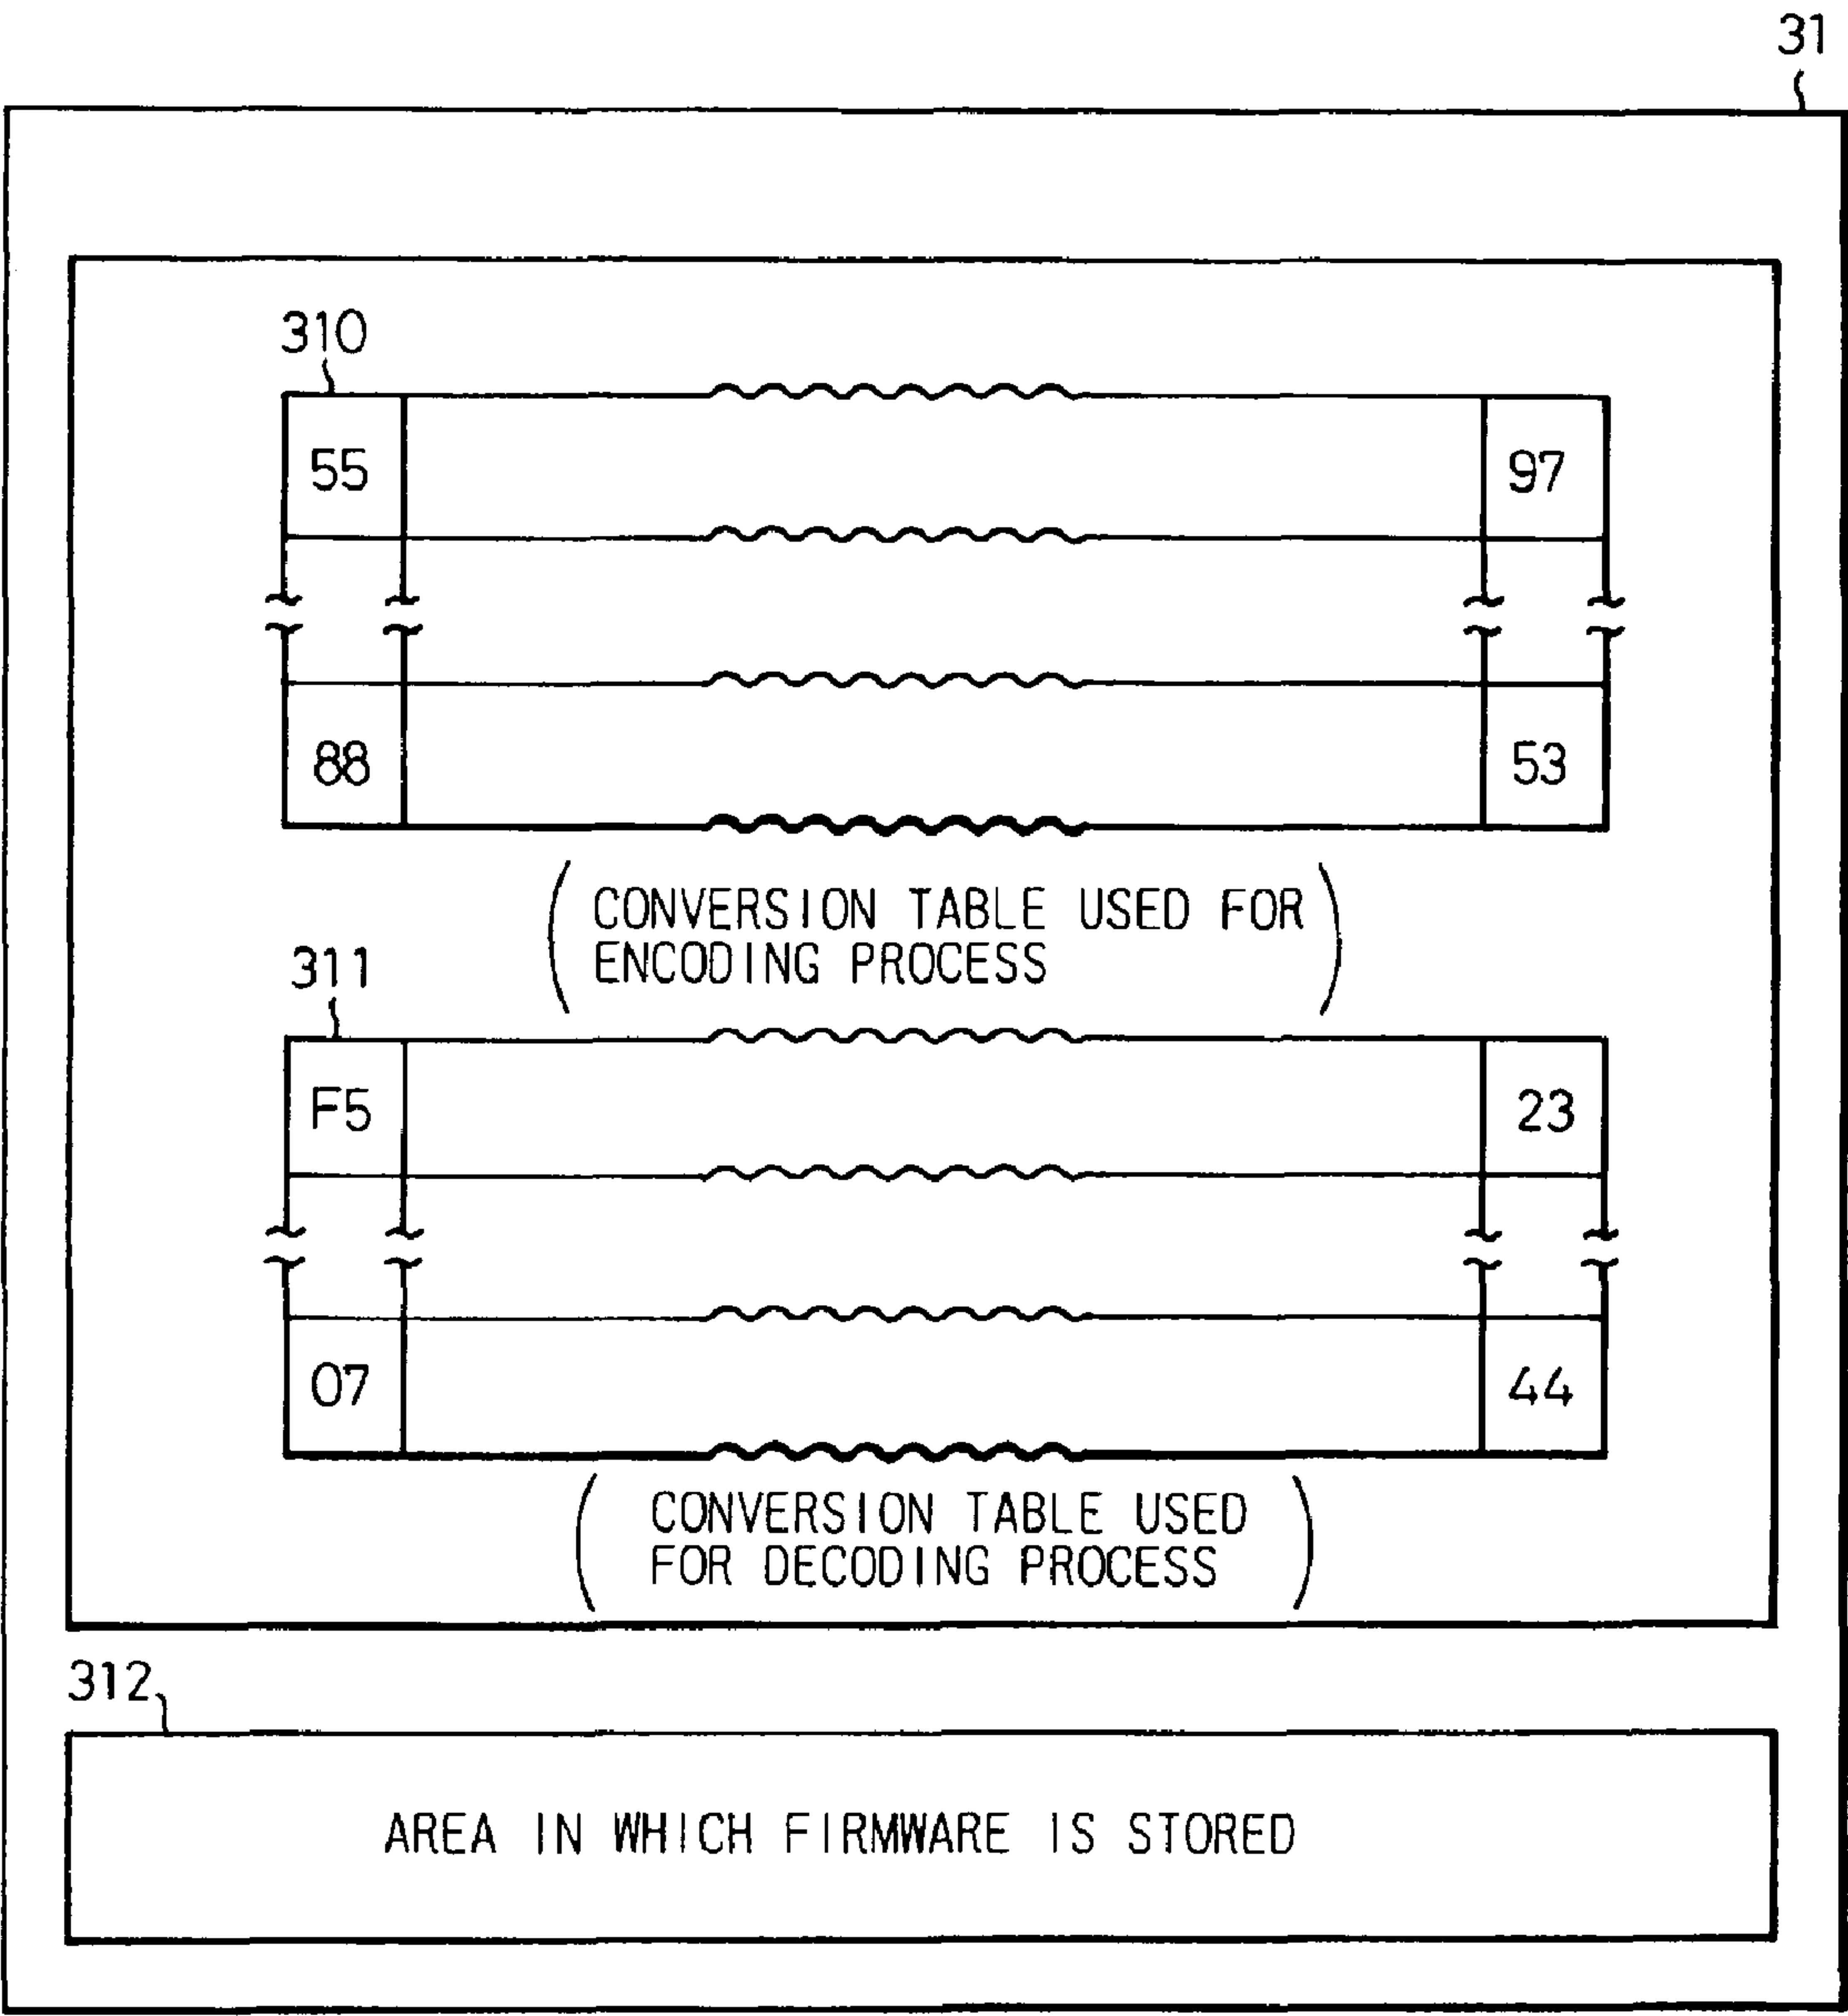 31
310
55 97
88 53
CONVERSION TABLE USED FOR
ENCODING PROCESS
311
F5 23
07 44
CONVERSION TABLE USED
FOR DECODING PROCESS
312
AREA IN WHICH FIRMWARE IS STORED